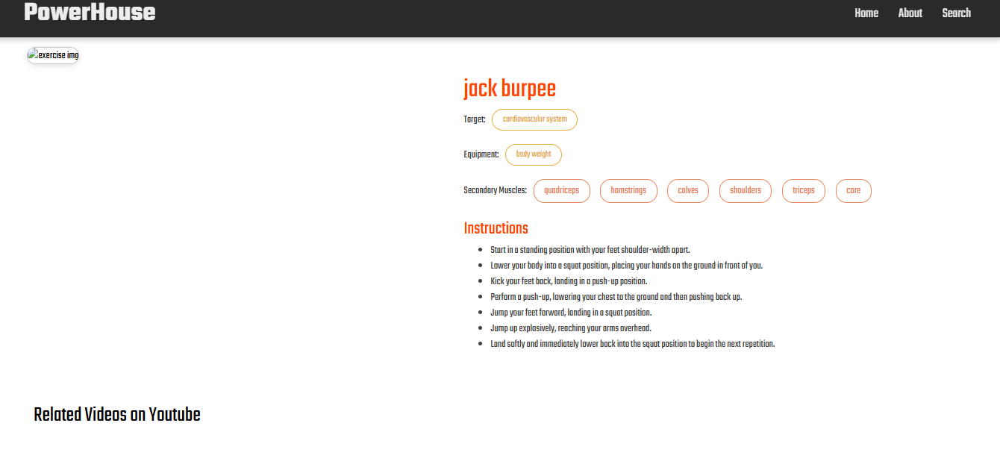 PowerHouse
Home About Search
exercise img
jack burpee
Target: cardiovascular system
Equipment: body weight
Secondary Muscles: quadriceps hamstrings calves shoulders triceps core
Instructions
• Start in a standing position with your feet shoulder-width apart.
• Lower your body into a squat position, placing your hands on the ground in front of you.
• Kick your feet back, landing in a push-up position.
• Perform a push-up, lowering your chest to the ground and then pushing back up.
• Jump your feet forward, landing in a squat position.
• Jump up explosively, reaching your arms overhead.
• Land softly and immediately lower back into the squat position to begin the next repetition.
Related Videos on Youtube